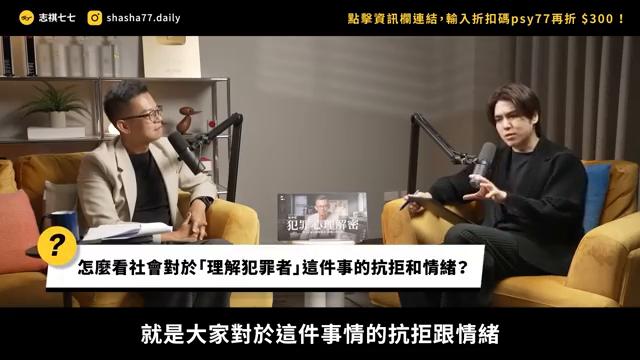 志祺七七
shasha77.daily
點擊資訊欄連結，輸入折扣碼psy77再折 $300！
犯罪心理解密
?
怎麼看社會對於「理解犯罪者」這件事的抗拒和情緒？
就是大家對於這件事情的抗拒跟情緒